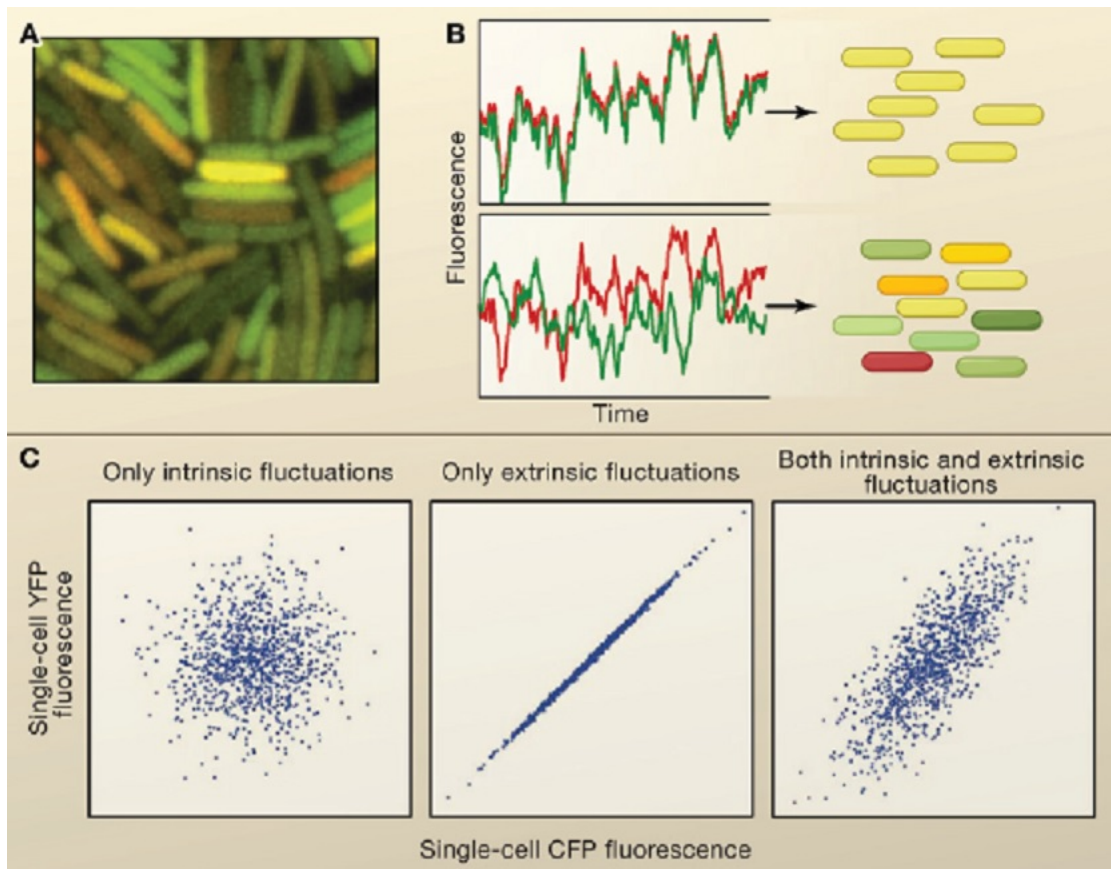 A
B
Fluorescence
Time
C
Only intrinsic fluctuations
Only extrinsic fluctuations
Both intrinsic and extrinsic
fluctuations
Single-cell YFP
fluorescence
Single-cell CFP fluorescence